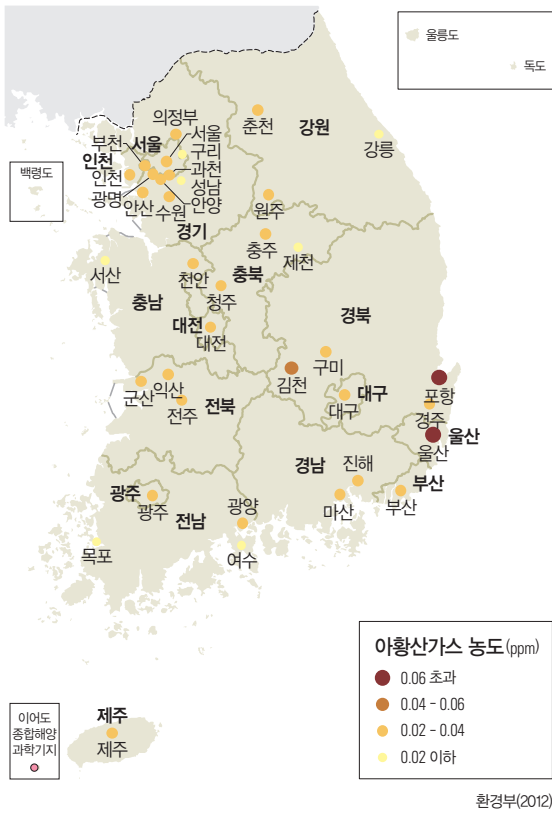 울릉도
독도
의정부
춘천
강원
강릉
부천
서울
서울
구리
인천
과천
백령도
인천
성남
광명
안산
수원
안양
원주
경기
충주
제천
서산
천안
충북
청주
충남
경북
대전
대전
구미
김천
포항
군산
익산
대구
대구
전주
전북
경주
울산
울산
경남
진해
광주
부산
광주
전남
광양
마산
부산
목포
여수
아황산가스 농도(ppm)
0.06 초과
0.04 - 0.06
0.02 - 0.04
0.02 이하
이어도
종합해양
과학기지
제주
제주
환경부(2012)